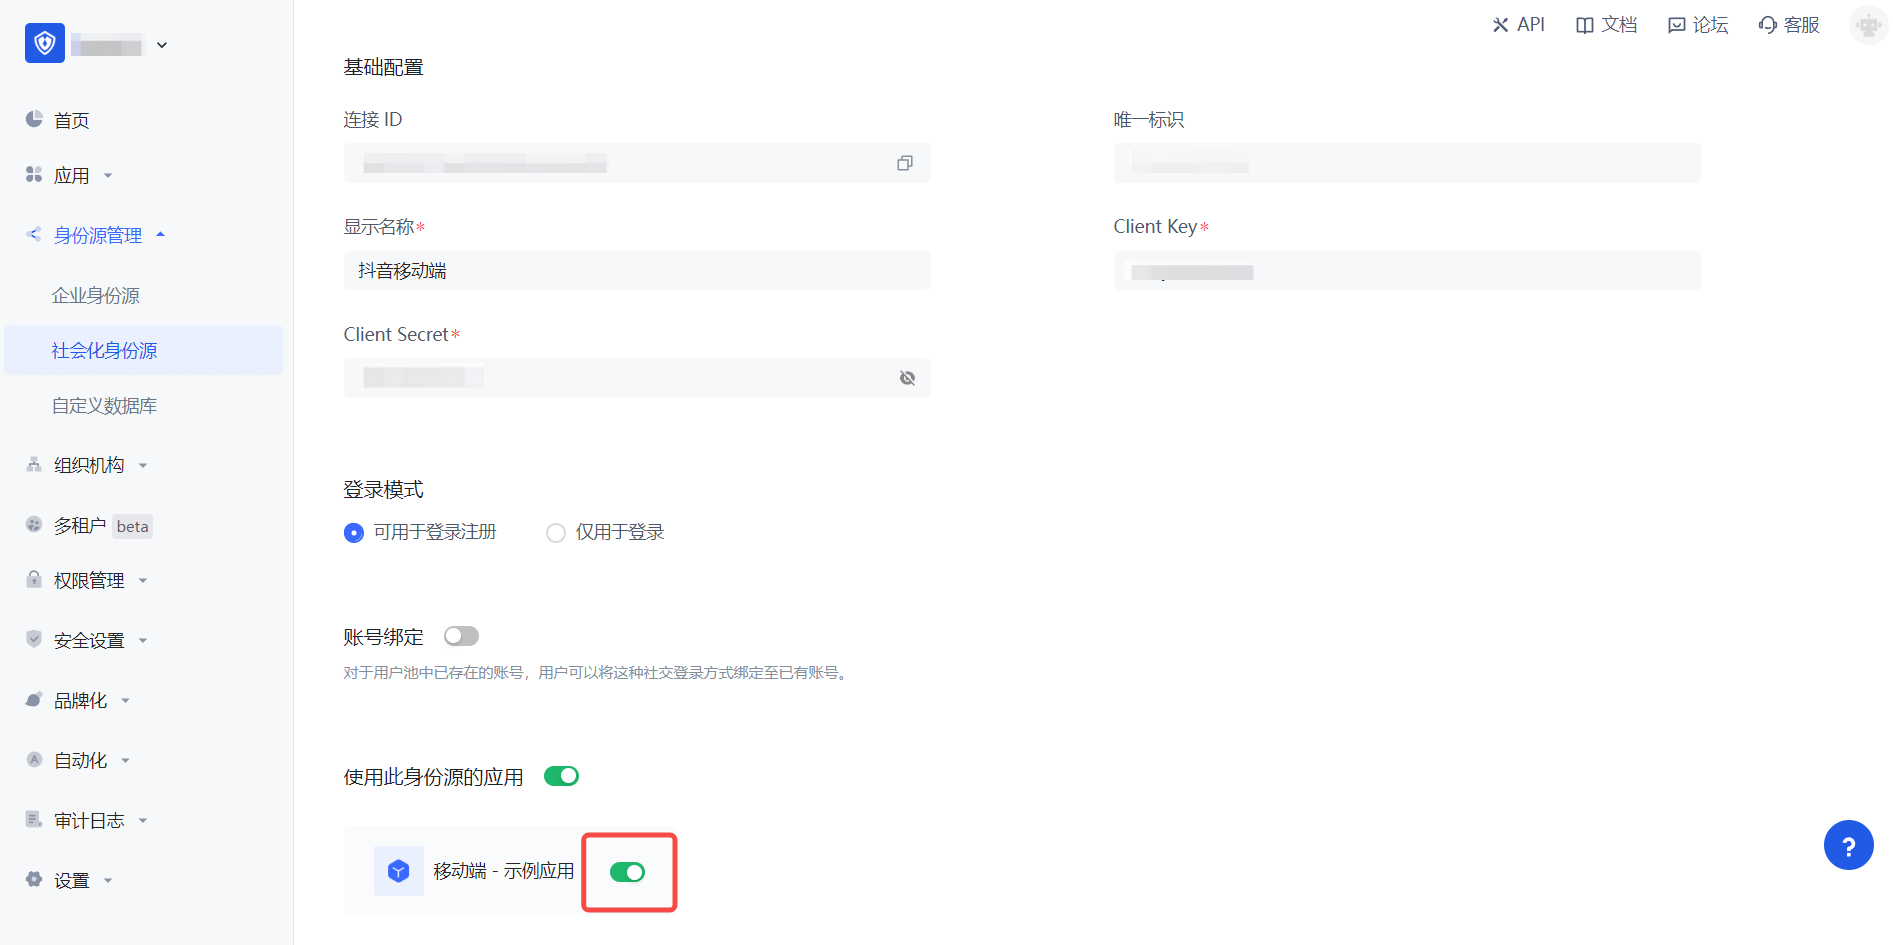 API 文档 论坛 客服
首页
应用
身份源管理
企业身份源
社会化身份源
自定义数据库
组织机构
多租户 beta
权限管理
安全设置
品牌化
自动化
审计日志
设置
基础配置
连接 ID
唯一标识
显示名称*
抖音移动端
Client Key*
Client Secret*
登录模式
可用于登录注册 仅用于登录
账号绑定
对于用户池中已存在的账号，用户可以将这种社交登录方式绑定至已有账号。
使用此身份源的应用
移动端 - 示例应用
?